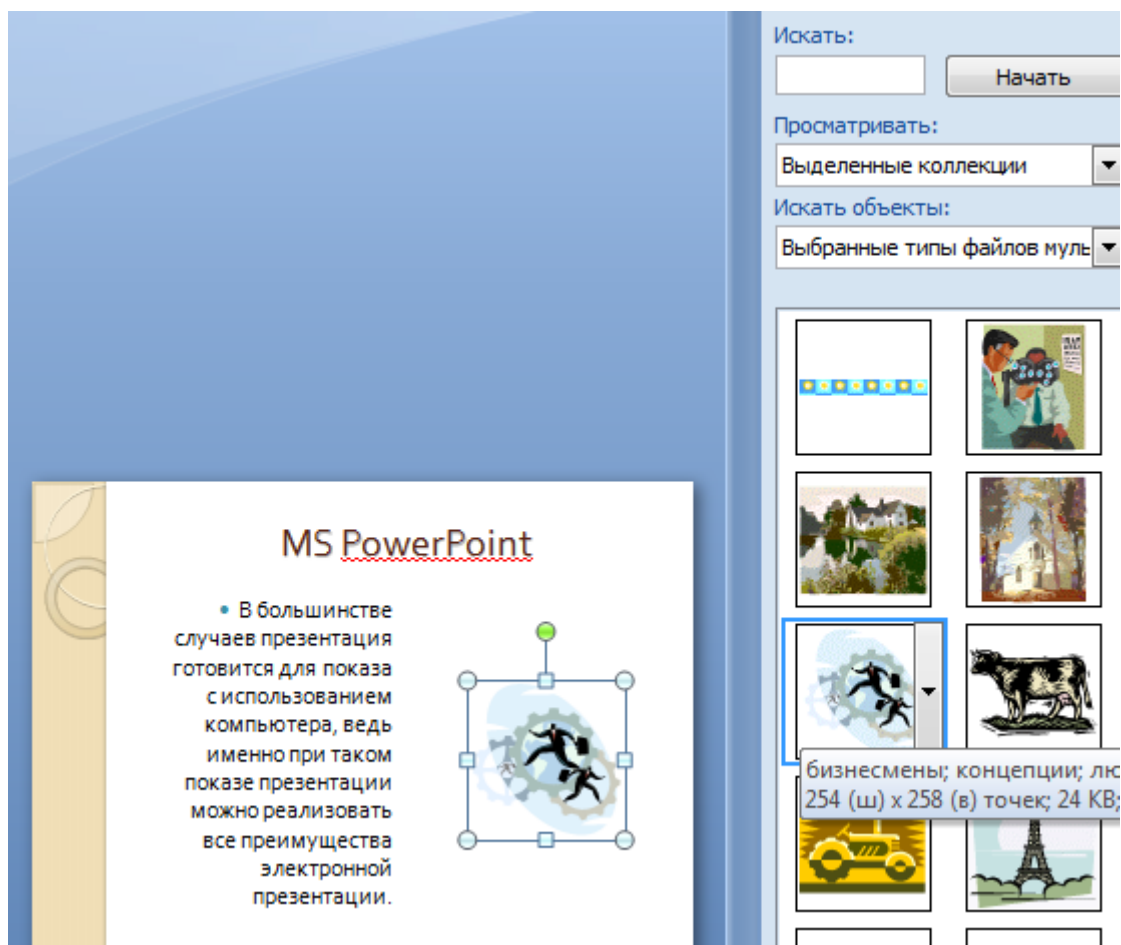 Искать:
Начать
Просматривать:
Выделенные коллекции
Искать объекты:
Выбранные типы файлов муль
MS PowerPoint
• В большинстве
случаев презентация
готовится для показа
с использованием
компьютера, ведь
именно при таком
показе презентации
можно реализовать
все преимущества
электронной
презентации.
бизнесмены; концепции; лю
254 (ш) x 258 (в) точек; 24 KB;